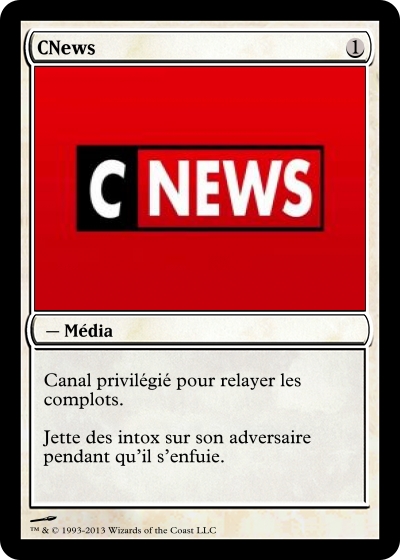 CNews
1
C NEWS
— Média
Canal privilégié pour relayer les
complots.
Jette des intox sur son adversaire
pendant qu'il s'enfuie.
™ & © 1993-2013 Wizards of the Coast LLC